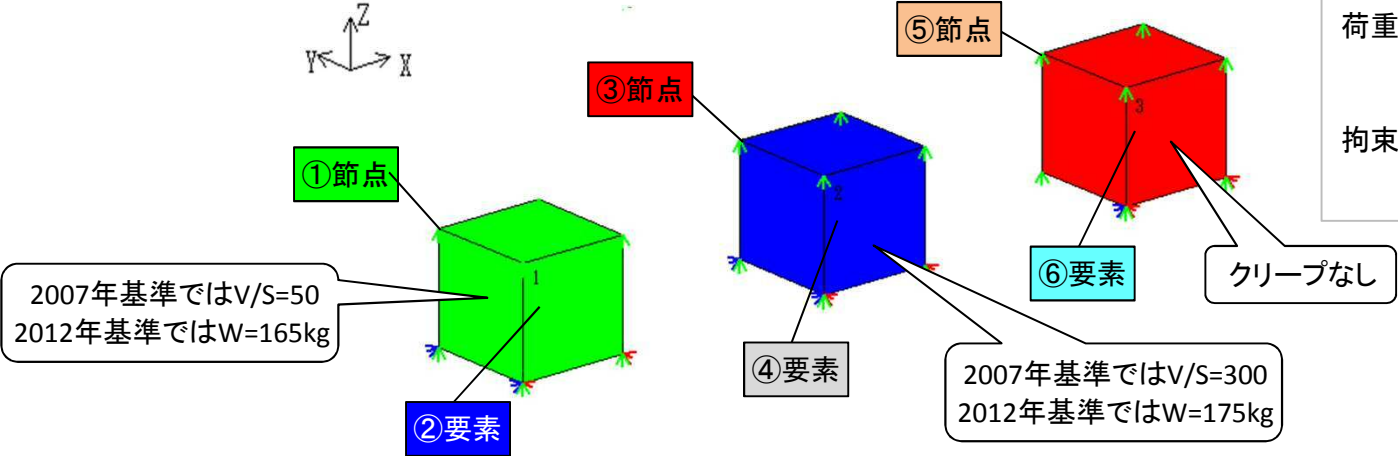 Z
Y
X
⑤節点
荷重
③節点
3
拘束
2
①節点
1
⑥要素
クリープなし
2007年基準ではV/S=50
2012年基準ではW=165kg
④要素
2007年基準ではV/S=300
2012年基準ではW=175kg
②要素